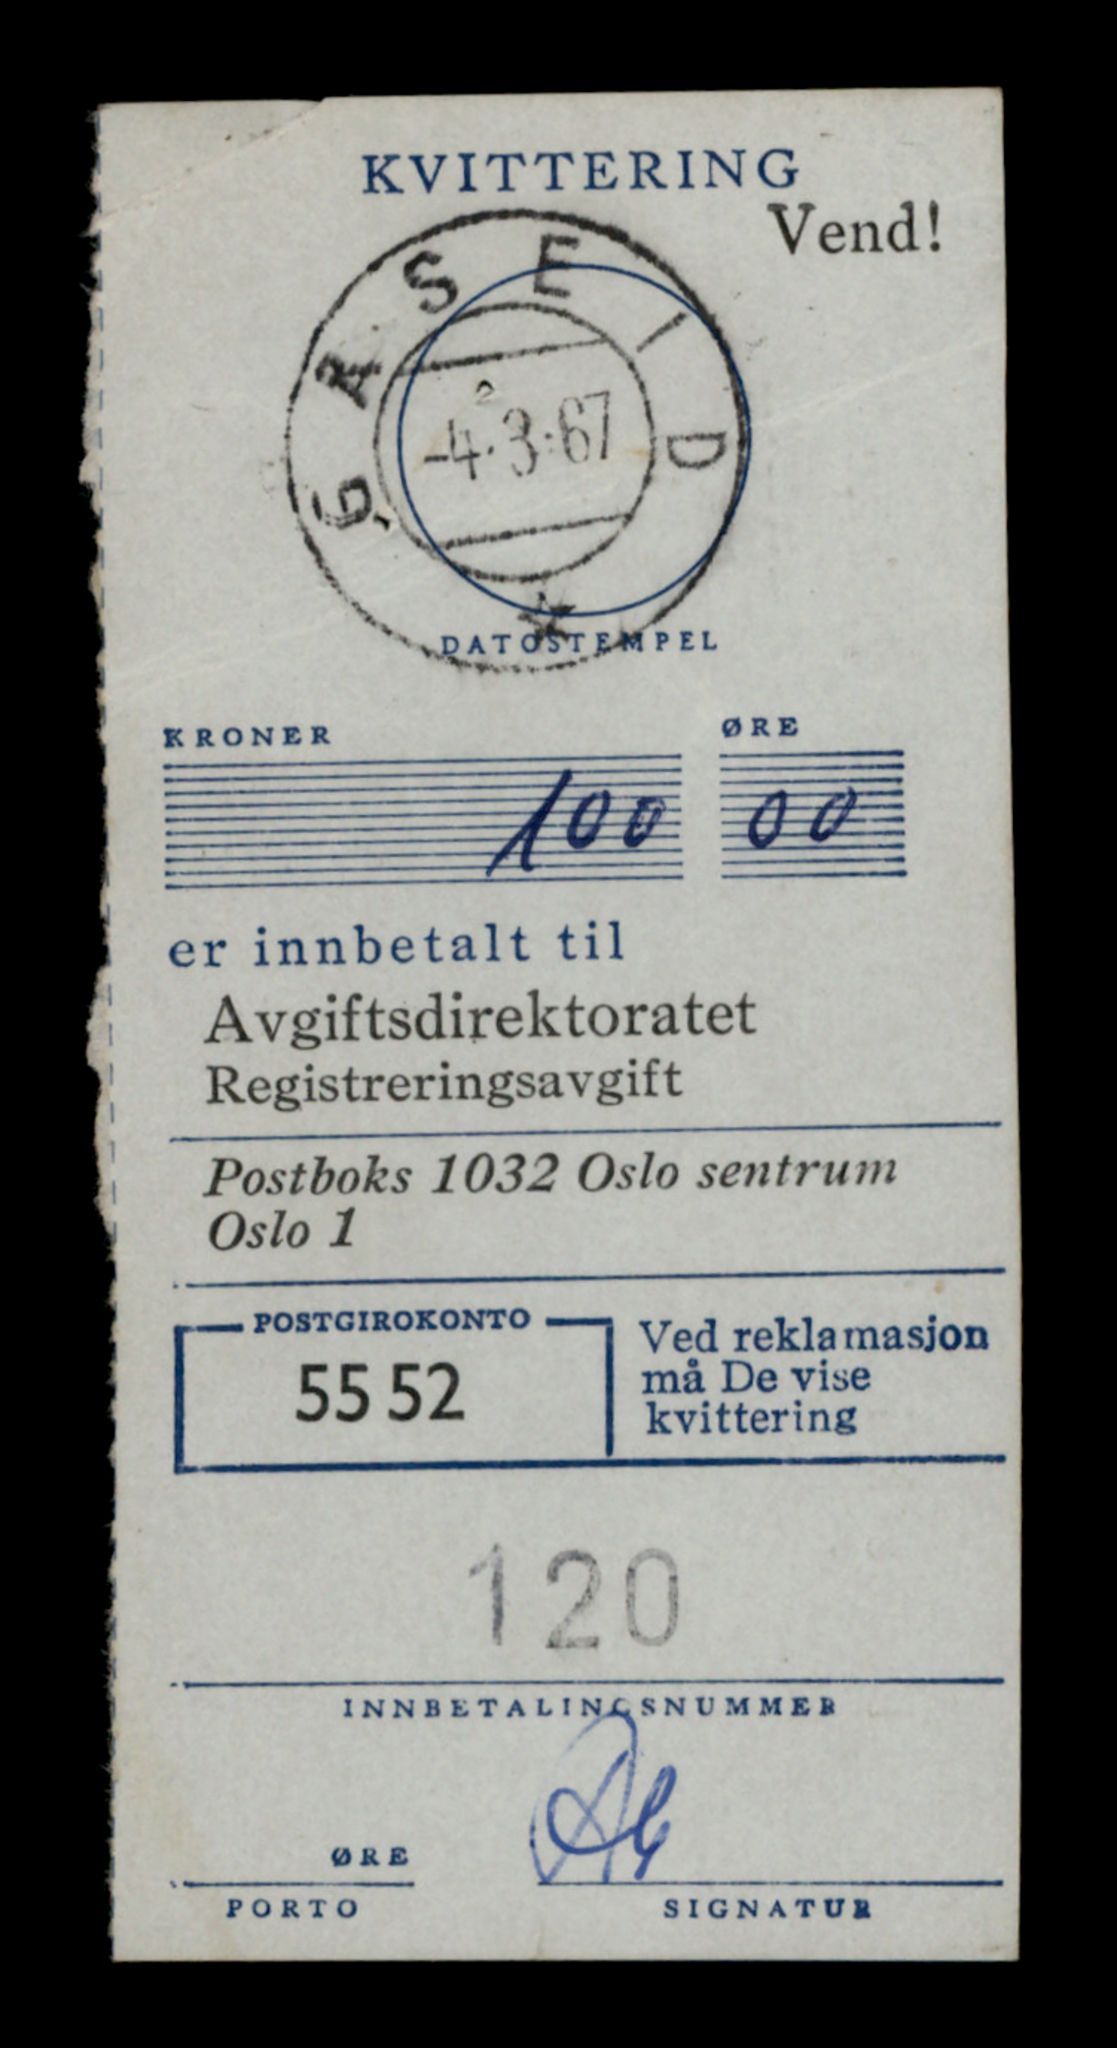 KVITTERING
Vend!
GASEID
-4.3.67
DATOSTEMPEL
KRONER ØRE
100 00
er innbetalt til
Avgiftsdirektoratet
Registreringsavgift
Postboks 1032 Oslo sentrum
Oslo 1
POSTGIROKONTO
55 52
Ved reklamasjon
må De vise
kvittering
120
INNBETALINGSNUMMER
ØRE
PORTO SIGNATUR